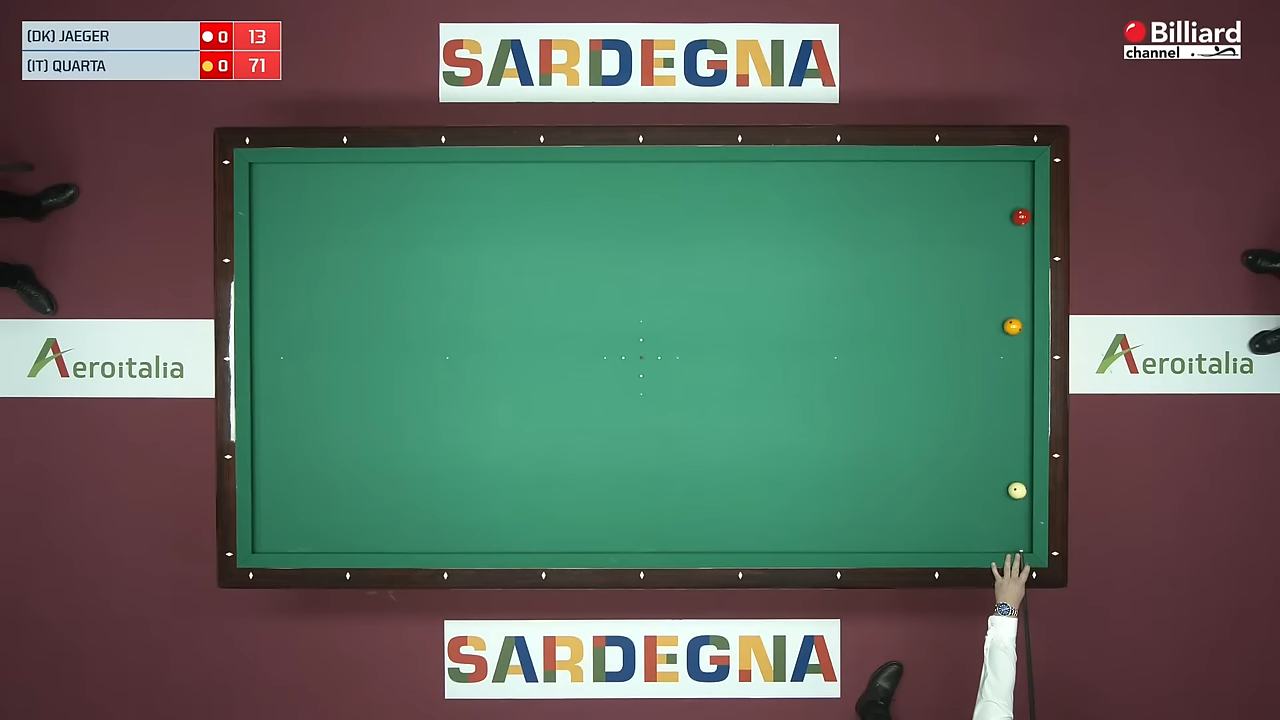 (DK) JAEGER 0 13
(IT) QUARTA 0 71
SARDEGNA
Billiard
channel
Aeroitalia
Aeroitalia
SARDEGNA